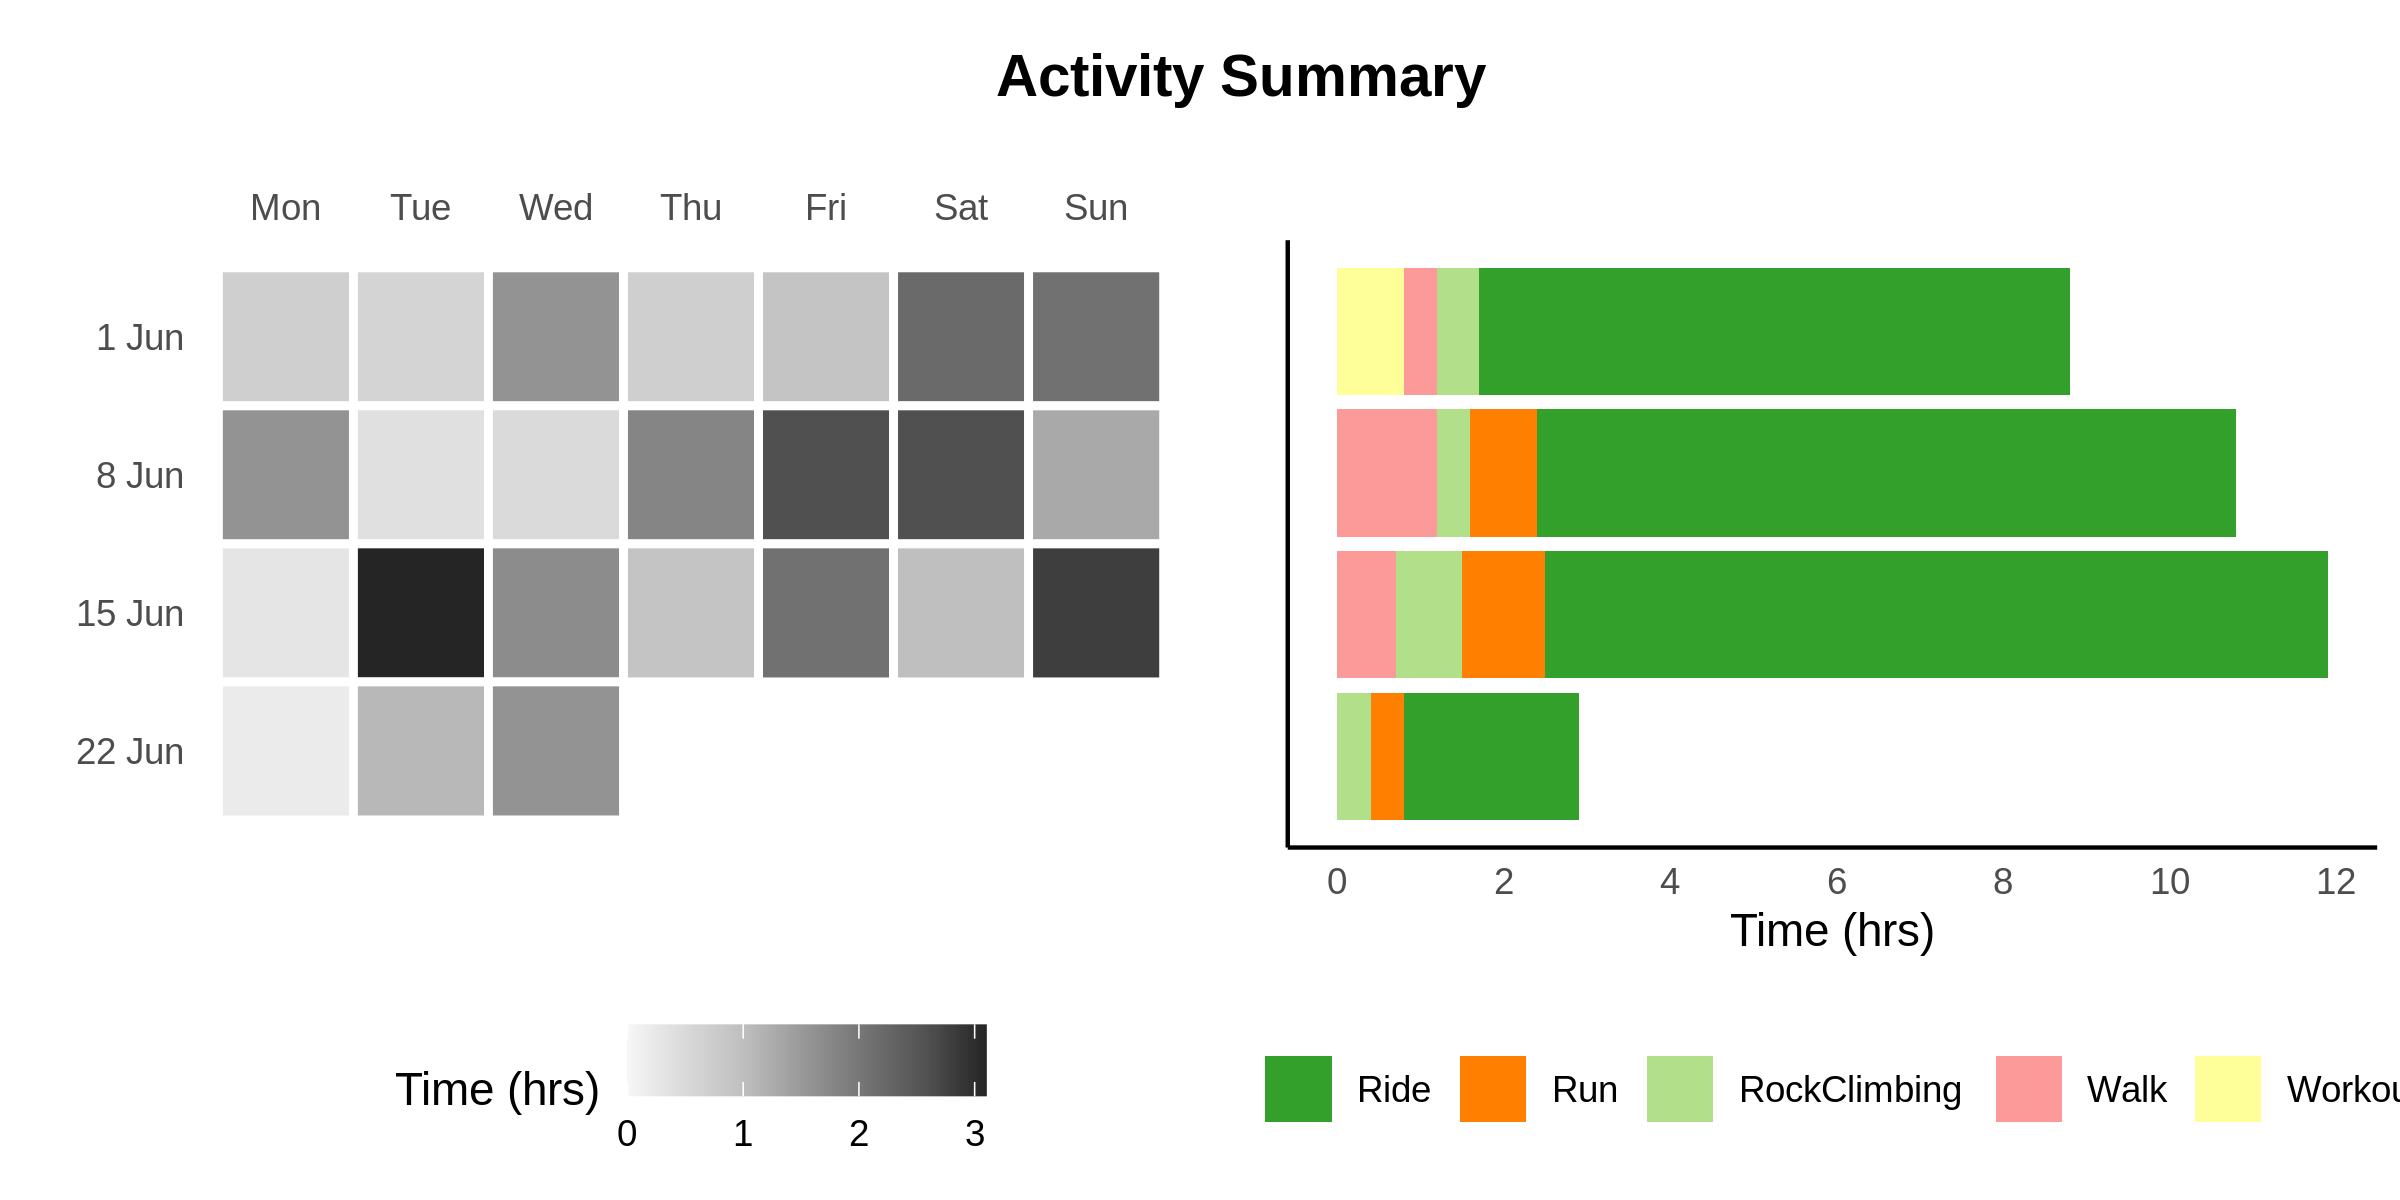 Activity Summary
Mon Tue Wed Thu Fri Sat Sun
1 Jun
8 Jun
15 Jun
22 Jun
0 2 4 6 8 10 12
Time (hrs)
Time (hrs)
0 1 2 3
Ride Run RockClimbing Walk Workou